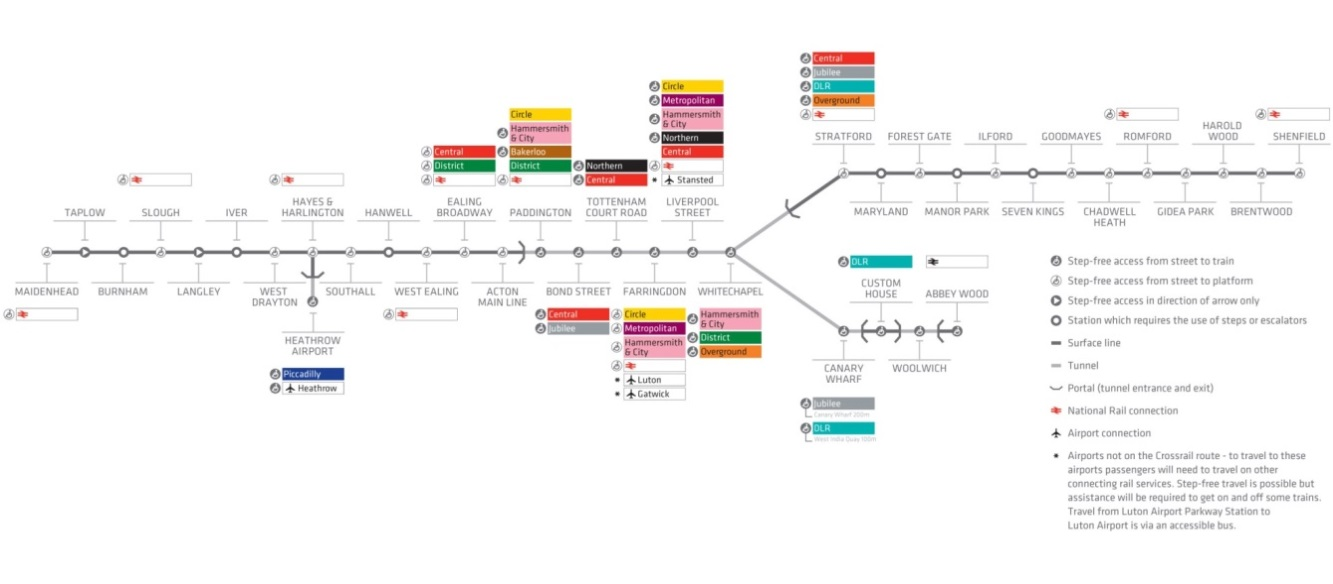 Central
Jubilee
DLR
Overground
STRATFORD
FOREST GATE
ILFORD
GOODMAYES
ROMFORD
HAROLD
WOOD
SHENFIELD
MARYLAND
MANOR PARK
SEVEN KINGS
CHADWELL
HEATH
GIDEA PARK
BRENTWOOD
TAPLOW
SLOUGH
IVER
HAYES &
HARLINGTON
HANWELL
Central
District
EALING
BROADWAY
Circle
Hammersmith
& City
Bakerloo
District
PADDINGTON
Northern
Central
TOTTENHAM
COURT ROAD
Circle
Metropolitan
Hammersmith
& City
Northern
Central
Stansted
LIVERPOOL
STREET
MAIDENHEAD
BURNHAM
LANGLEY
WEST
DRAYTON
HEATHROW
AIRPORT
Piccadilly
Heathrow
SOUTHALL
WEST EALING
ACTON
MAIN LINE
BOND STREET
Central
Jubilee
FARRINGDON
Circle
Metropolitan
Hammersmith
& City
Luton
Gatwick
WHITECHAPEL
Hammersmith
& City
District
Overground
DLR
CUSTOM
HOUSE
ABBEY WOOD
CANARY
WHARF
WOOLWICH
Jubilee
Canary Wharf 300m
DLR
West India Quay 100m
Step-free access from street to train
Step-free access from street to platform
Step-free access in direction of arrow only
Station which requires the use of steps or escalators
Surface line
Tunnel
Portal (tunnel entrance and exit)
National Rail connection
Airport connection
Airports not on the Crossrail route - to travel to these
airports passengers will need to travel on other
connecting rail services. Step-free travel is possible but
assistance will be required to get on and off some trains.
Travel from Luton Airport Parkway Station to
Luton Airport is via an accessible bus.